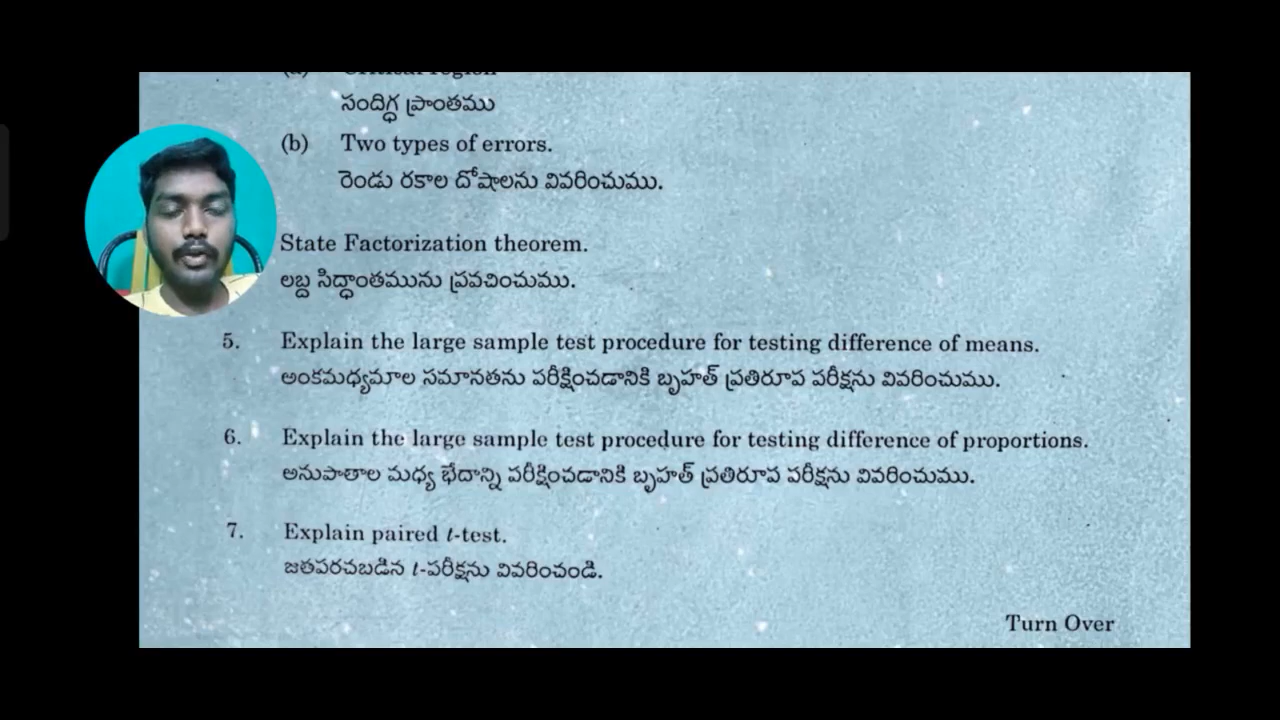 (a) Critical region
సందిగ్ధ ప్రాంతము
(b) Two types of errors.
రెండు రకాల దోషాలను వివరించుము.
State Factorization theorem.
లబ్ద సిద్ధాంతమును ప్రవచించుము.
5. Explain the large sample test procedure for testing difference of means.
అంకమధ్యమాల సమానతను పరీక్షించడానికి బృహత్ ప్రతిరూప పరీక్షను వివరించుము.
6. Explain the large sample test procedure for testing difference of proportions.
అనుపాతాల మధ్య భేదాన్ని పరీక్షించడానికి బృహత్ ప్రతిరూప పరీక్షను వివరించుము.
7. Explain paired t-test.
జతపరచబడిన t-పరీక్షను వివరించండి.
Turn Over